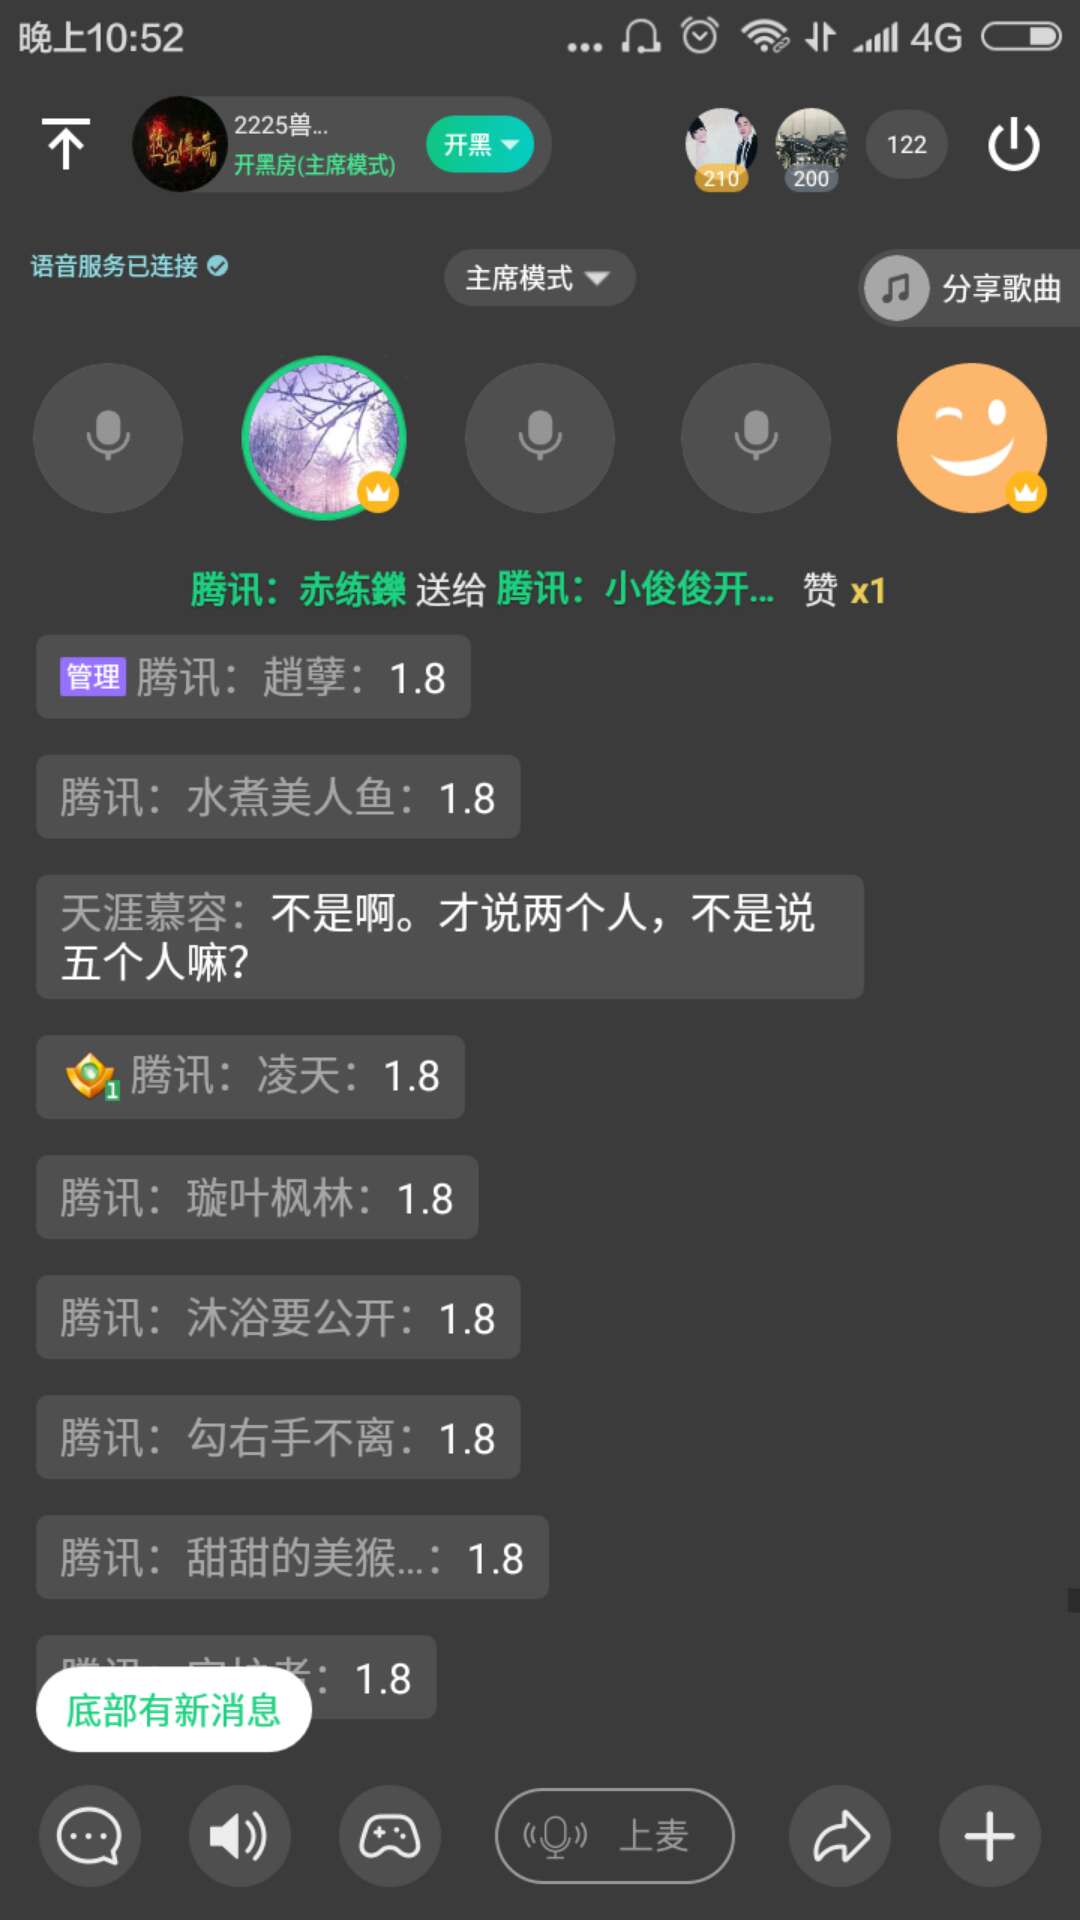 晚上10:52
4G
热血传奇
2225兽...
开黑房(主席模式)
开黑
210
200
122
语音服务已连接
主席模式
分享歌曲
腾讯：赤练鑠 送给 腾讯：小俊俊开... 赞 x1
管理 腾讯：趙孽：1.8
腾讯：水煮美人鱼：1.8
天涯慕容：不是啊。才说两个人，不是说
五个人嘛？
1 腾讯：凌天：1.8
腾讯：璇叶枫林：1.8
腾讯：沐浴要公开：1.8
腾讯：勾右手不离：1.8
腾讯：甜甜的美猴...：1.8
：1.8
底部有新消息
上麦